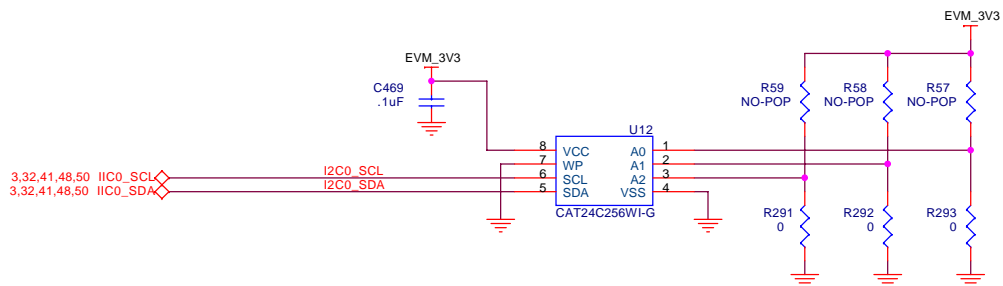 EVM_3V3
EVM_3V3
C469
.1uF
R59
NO-POP
R58
NO-POP
R57
NO-POP
U12
8 VCC A0 1
7 WP A1 2
6 SCL A2 3
5 SDA VSS 4
CAT24C256WI-G
3,32,41,48,50 IIC0_SCL
I2C0_SCL
3,32,41,48,50 IIC0_SDA
I2C0_SDA
R291
0
R292
0
R293
0